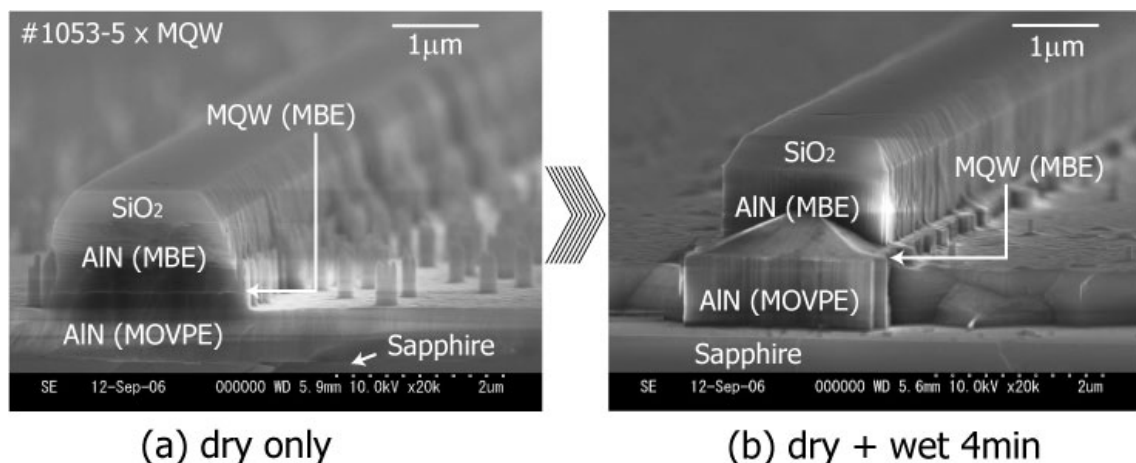 #1053-5 x MQW
1μm
MQW (MBE)
SiO2
AlN (MBE)
AlN (MOVPE)
Sapphire
SE 12-Sep-06 000000 WD 5.9mm 10.0kV x20k 2um
1μm
SiO2
MQW (MBE)
AlN (MBE)
AlN (MOVPE)
Sapphire
SE 12-Sep-06 000000 WD 5.6mm 10.0kV x20k 2um
(a) dry only
(b) dry + wet 4min